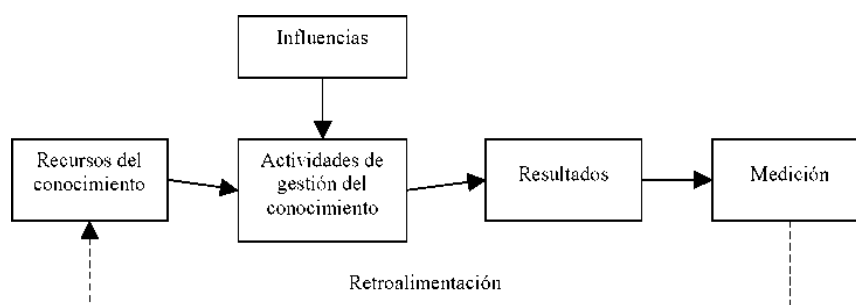 Influencias
Recursos del
conocimiento
Actividades de
gestión del
conocimiento
Resultados
Medición
Retroalimentación